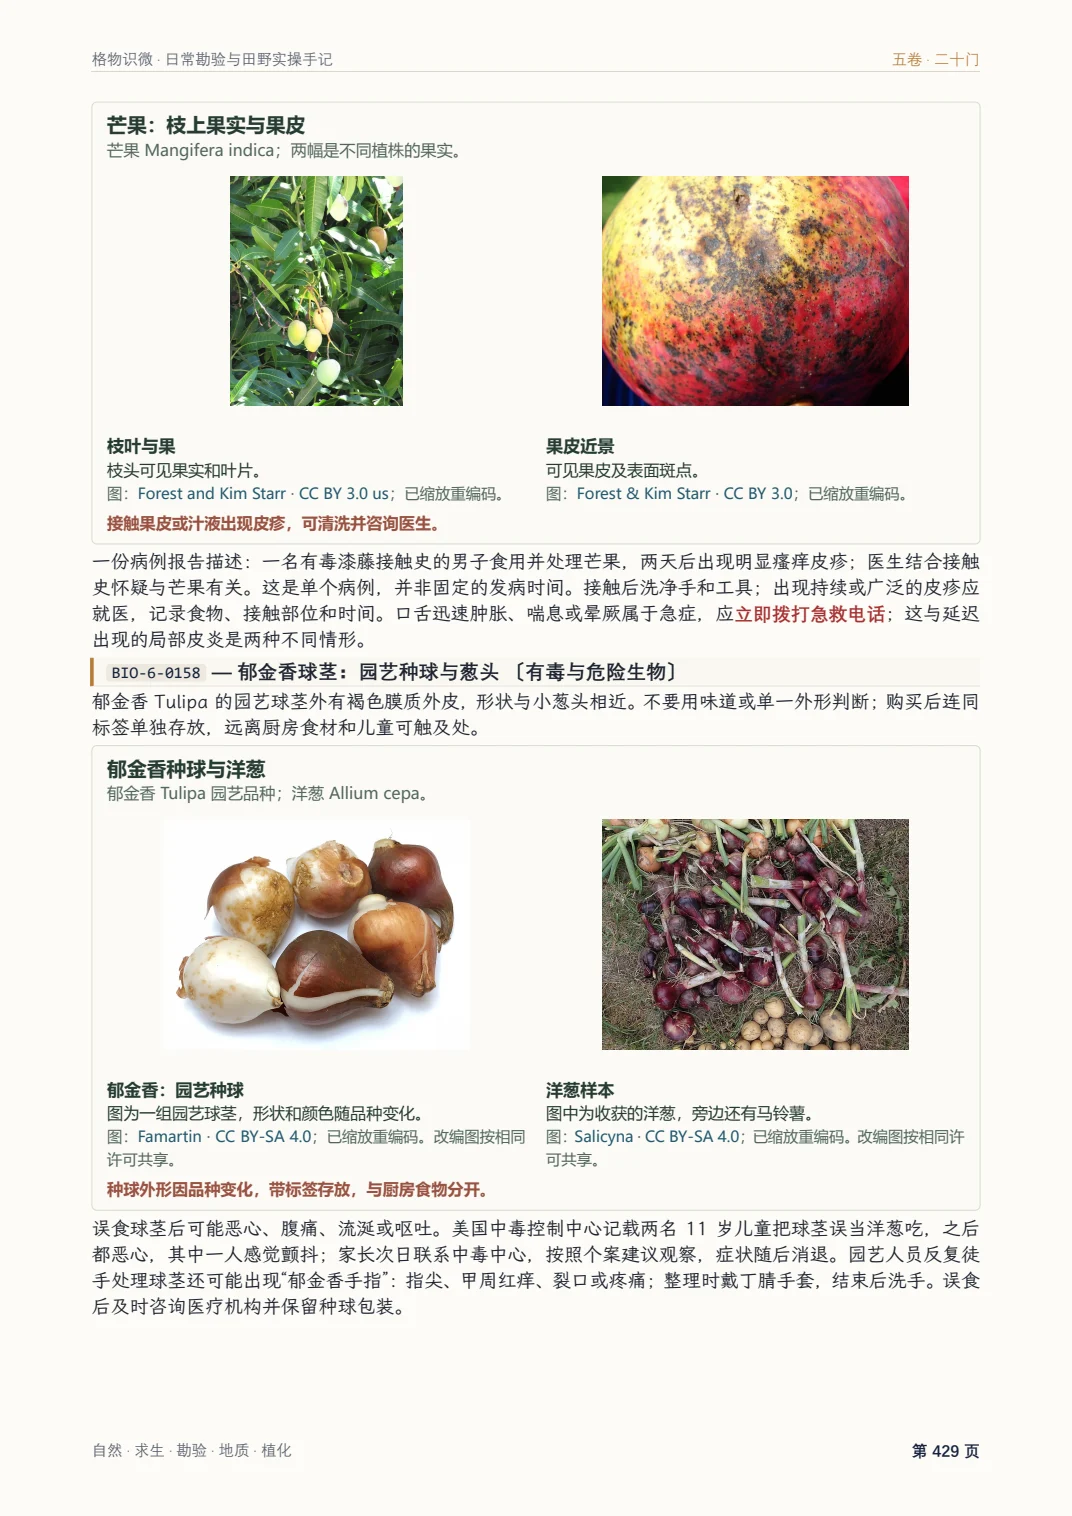 格物识微 · 日常勘验与田野实操手记
五卷 · 二十门
芒果：枝上果实与果皮
芒果 Mangifera indica；两幅是不同植株的果实。
枝叶与果
枝头可见果实和叶片。
图：Forest and Kim Starr · CC BY 3.0 us；已缩放重编码。
果皮近景
可见果皮及表面斑点。
图：Forest & Kim Starr · CC BY 3.0；已缩放重编码。
接触果皮或汁液出现皮疹，可清洗并咨询医生。
一份病例报告描述：一名有毒漆藤接触史的男子食用并处理芒果，两天后出现明显瘙痒皮疹；医生结合接触
史怀疑与芒果有关。这是单个病例，并非固定的发病时间。接触后洗净手和工具；出现持续或广泛的皮疹应
就医，记录食物、接触部位和时间。口舌迅速肿胀、喘息或晕厥属于急症，应立即拨打急救电话；这与延迟
出现的局部皮炎是两种不同情形。
BIO-6-0158 — 郁金香球茎：园艺种球与葱头 〔有毒与危险生物〕
郁金香 Tulipa 的园艺球茎外有褐色膜质外皮，形状与小葱头相近。不要用味道或单一外形判断；购买后连同
标签单独存放，远离厨房食材和儿童可触及处。
郁金香种球与洋葱
郁金香 Tulipa 园艺品种；洋葱 Allium cepa。
郁金香：园艺种球
图为一组园艺球茎，形状和颜色随品种变化。
图：Famartin · CC BY-SA 4.0；已缩放重编码。改编图按相同
许可共享。
洋葱样本
图中为收获的洋葱，旁边还有马铃薯。
图：Salicyna · CC BY-SA 4.0；已缩放重编码。改编图按相同许
可共享。
种球外形因品种变化，带标签存放，与厨房食物分开。
误食球茎后可能恶心、腹痛、流涎或呕吐。美国中毒控制中心记载两名 11 岁儿童把球茎误当洋葱吃，之后
都恶心，其中一人感觉颤抖；家长次日联系中毒中心，按照个案建议观察，症状随后消退。园艺人员反复徒
手处理球茎还可能出现“郁金香手指”：指尖、甲周红痒、裂口或疼痛；整理时戴丁腈手套，结束后洗手。误食
后及时咨询医疗机构并保留种球包装。
自然 · 求生 · 勘验 · 地质 · 植化
第 429 页